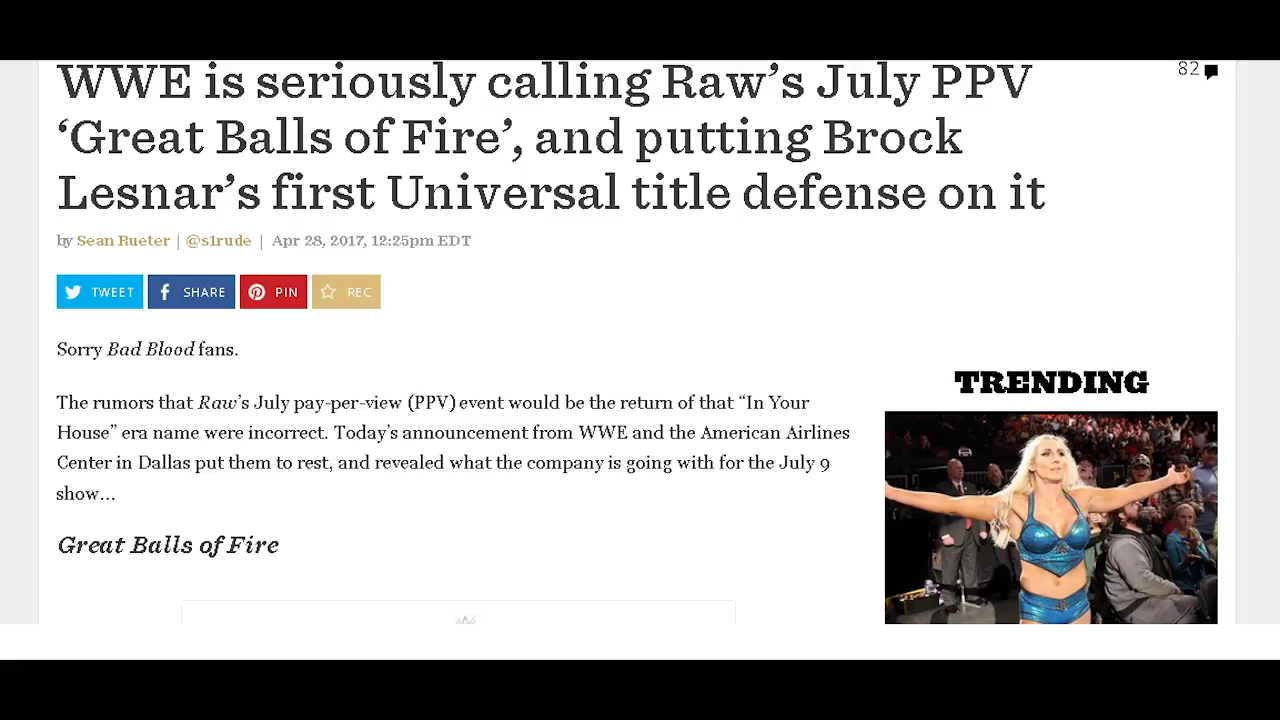 WWE is seriously calling Raw's July PPV
'Great Balls of Fire', and putting Brock
Lesnar's first Universal title defense on it
82
by Sean Rueter | @s1rude | Apr 28, 2017, 12:25pm EDT
TWEET SHARE PIN REC
Sorry Bad Blood fans.
The rumors that Raw's July pay-per-view (PPV) event would be the return of that “In Your
House” era name were incorrect. Today's announcement from WWE and the American Airlines
Center in Dallas put them to rest, and revealed what the company is going with for the July 9
show…
Great Balls of Fire
TRENDING